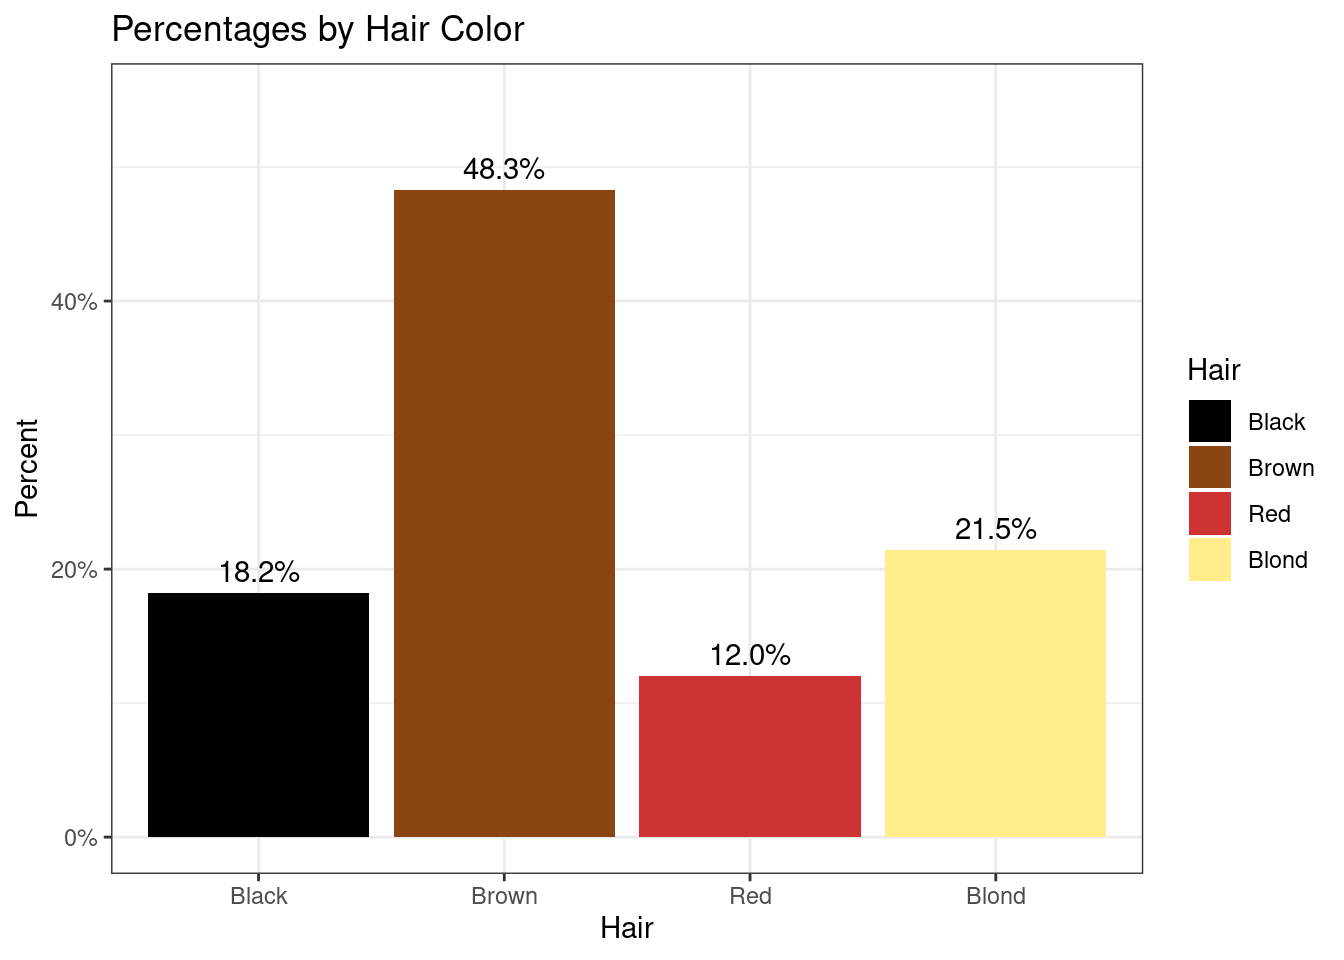 Percentages by Hair Color
48.3%
21.5%
18.2%
12.0%
40%
20%
0%
Percent
Black
Brown
Red
Blond
Hair
Hair
Black
Brown
Red
Blond